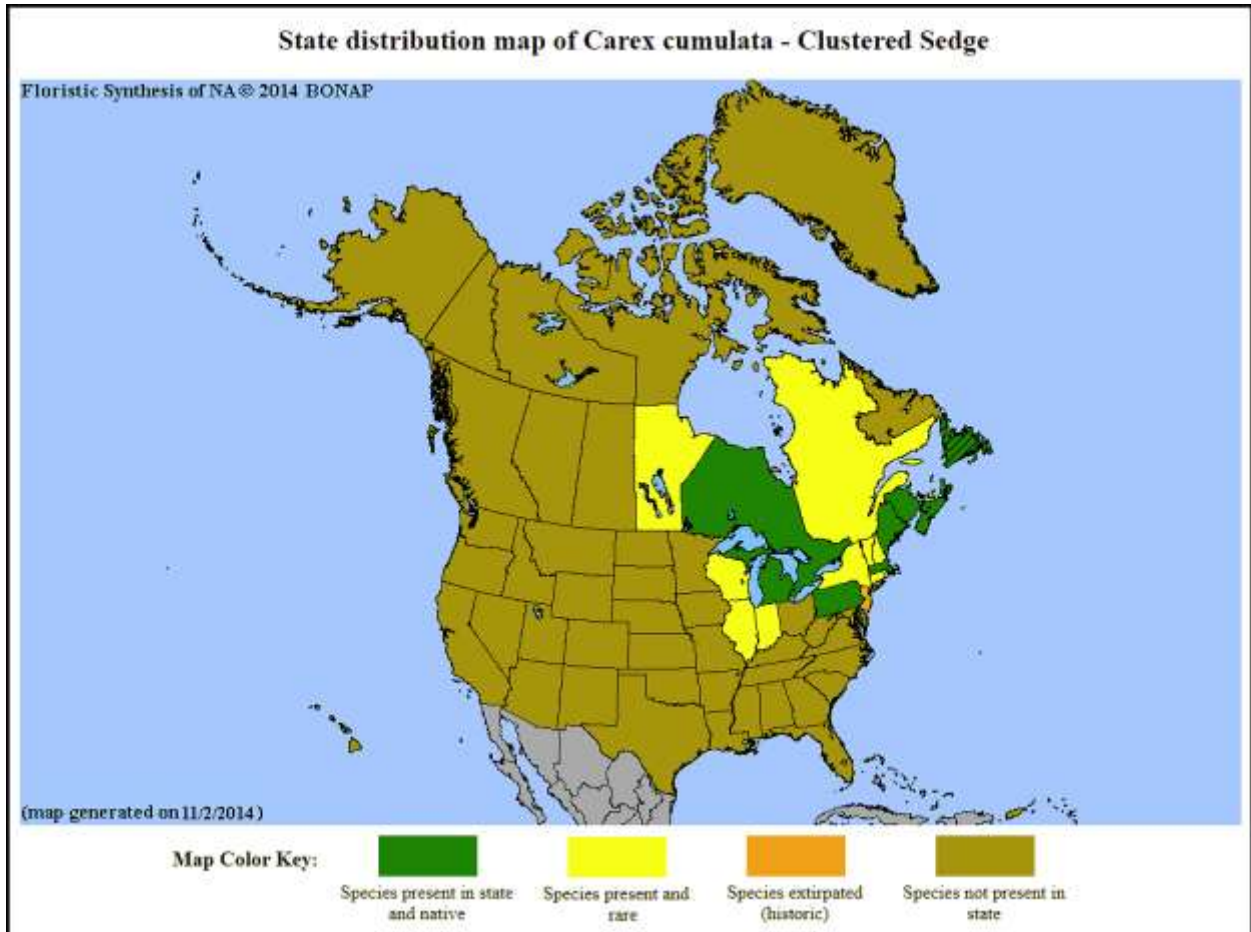 State distribution map of Carex cumulata - Clustered Sedge
Floristic Synthesis of NA © 2014 BONAP
(map generated on 11/2/2014)
Map Color Key:
Species present in state
and native
Species present and
rare
Species extirpated
(historic)
Species not present in
state